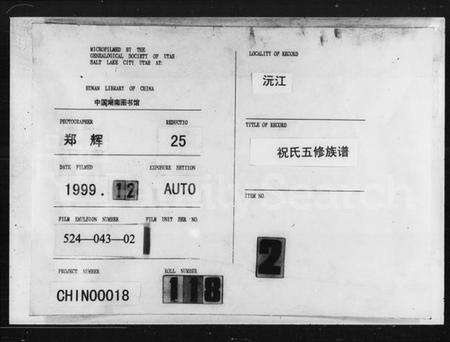 MICROFILMED BY THE
GENEALOGICAL SOCIETY OF UTAH
SALT LAKE CITY UTAH AT:
HUNAN LIBRARY OF CHINA
中国湖南图书馆
PHOTOGRAPHER
REDUCTIO
郑 辉
25
DATE FILMED
EXPOSURE SETTION
1999. 12
AUTO
FILM EMULSION NUMBER
FILM UNIT SER NO
524—043—02
PROJECT NUMBER
ROLL NUMBER
CHIN00018
118
LOCALITY OF RECORD
沅江
TITLE OF RECORD
祝氏五修族谱
ITEM NO.
2